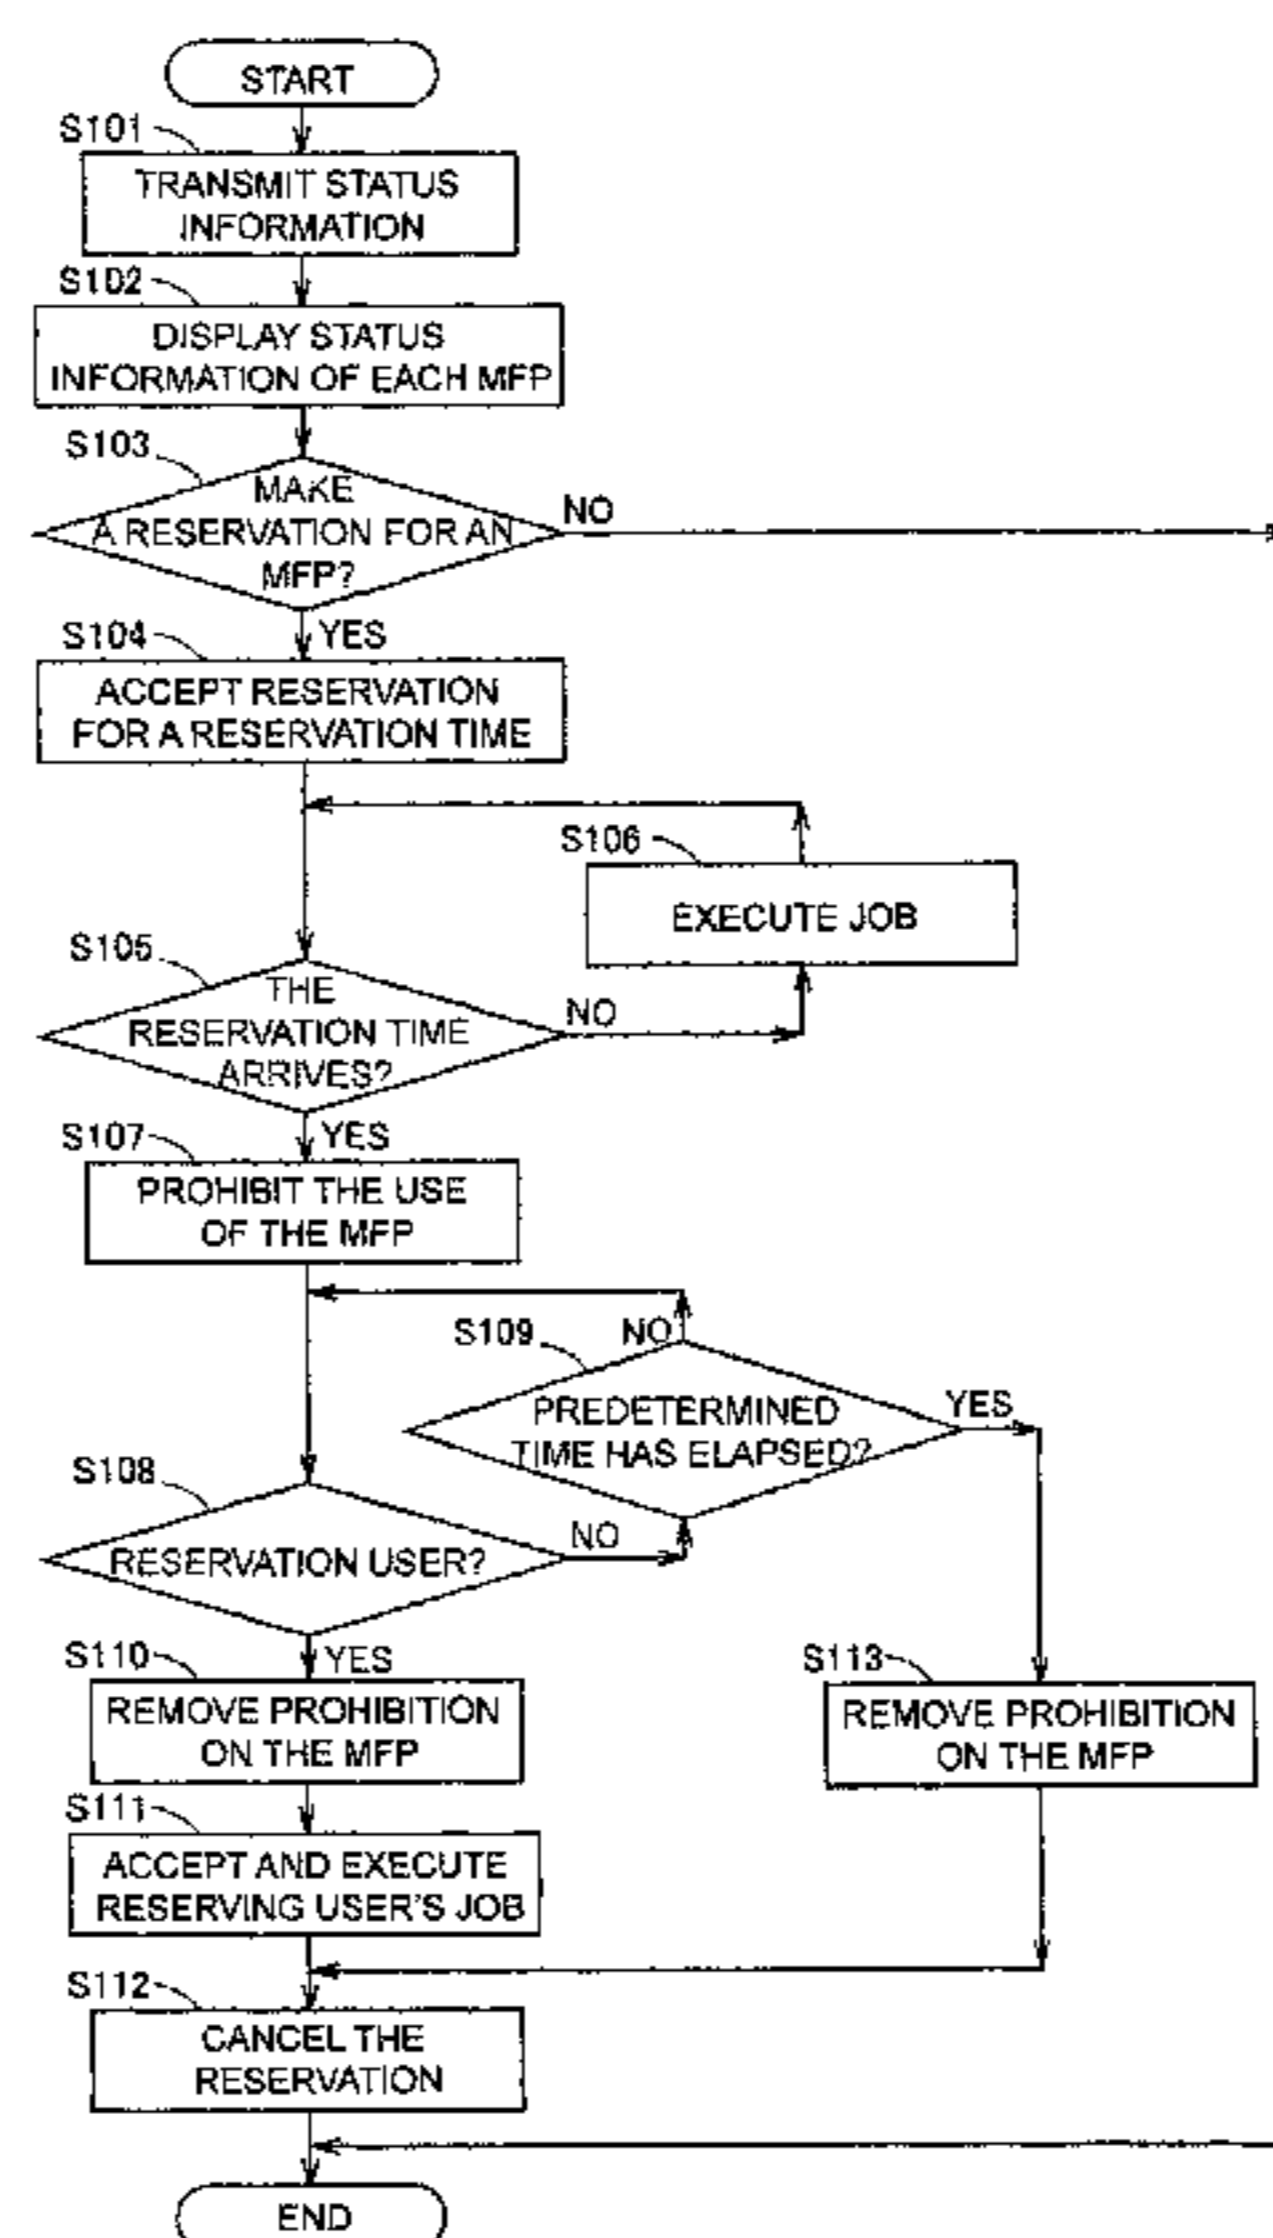 START
S101
TRANSMIT STATUS
INFORMATION
S102
DISPLAY STATUS
INFORMATION OF EACH MFP
S103
MAKE
A RESERVATION FOR AN
MFP?
NO
YES
S104
ACCEPT RESERVATION
FOR A RESERVATION TIME
S106
EXECUTE JOB
S105
THE
RESERVATION TIME
ARRIVES?
NO
YES
S107
PROHIBIT THE USE
OF THE MFP
S109
NO
PREDETERMINED
TIME HAS ELAPSED?
YES
S108
RESERVATION USER?
NO
YES
S110
REMOVE PROHIBITION
ON THE MFP
S113
REMOVE PROHIBITION
ON THE MFP
S111
ACCEPT AND EXECUTE
RESERVING USER'S JOB
S112
CANCEL THE
RESERVATION
END